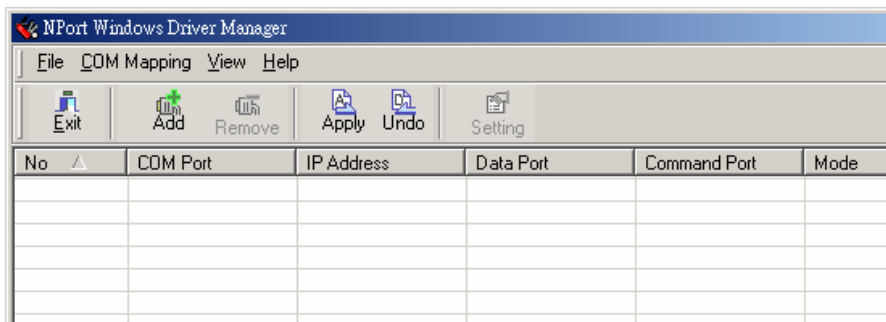 NPort Windows Driver Manager
File COM Mapping View Help
Exit Add Remove Apply Undo Setting
No COM Port IP Address Data Port Command Port Mode